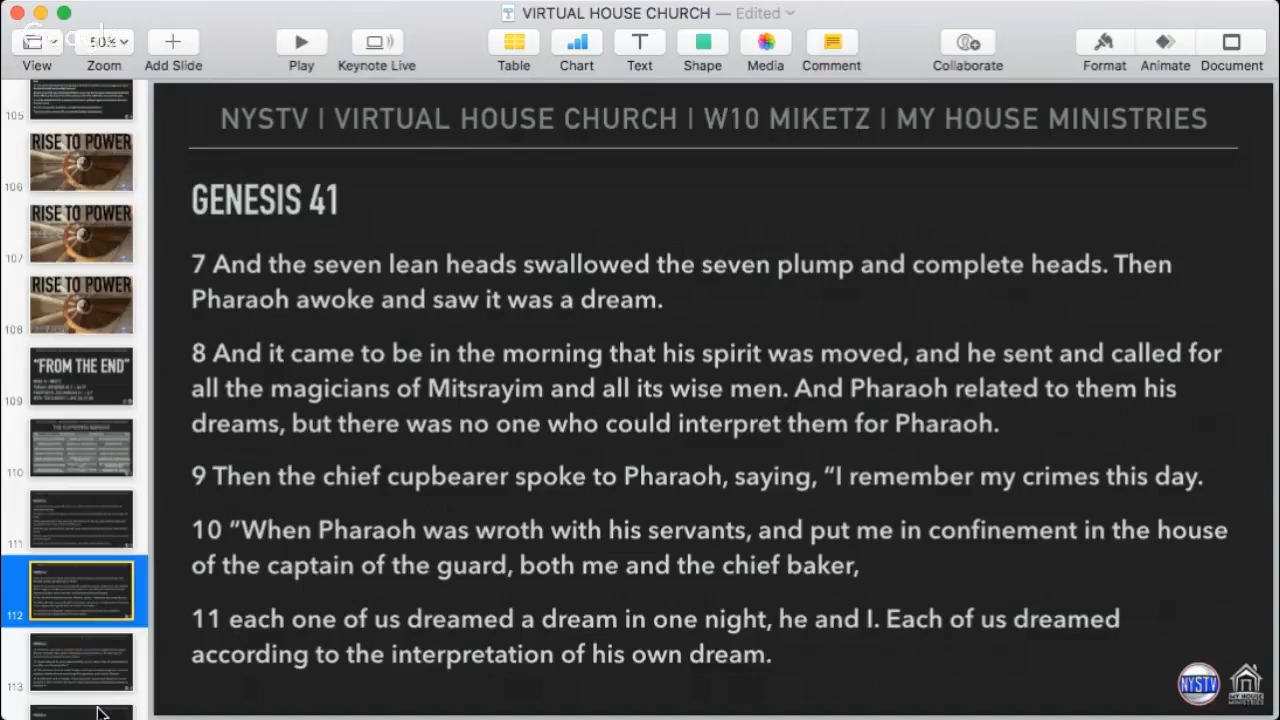 VIRTUAL HOUSE CHURCH — Edited
50%
View
Zoom
Add Slide
Play
Keynote Live
Table
Chart
Text
Shape
Media
Comment
Collaborate
Format
Animate
Document
105
RISE TO POWER
106
RISE TO POWER
107
RISE TO POWER
108
"FROM THE END"
109
110
111
112
113
NYSTV | VIRTUAL HOUSE CHURCH | W10 MIKETZ | MY HOUSE MINISTRIES
GENESIS 41
7 And the seven lean heads swallowed the seven plump and complete heads. Then
Pharaoh awoke and saw it was a dream.
8 And it came to be in the morning that his spirit was moved, and he sent and called for
all the magicians of Mitsrayim and all its wise men. And Pharaoh related to them his
dreams, but there was no one who could interpret them for Pharaoh.
9 Then the chief cupbearer spoke to Pharaoh, saying, “I remember my crimes this day.
10 “When Pharaoh was wroth with his servants, and put me in confinement in the house
of the captain of the guard, both me and the chief baker,
11 each one of us dreamed a dream in one night, he and I. Each of us dreamed
according to the interpretation of his own dream.
NYSTV
MY HOUSE
MINISTRIES